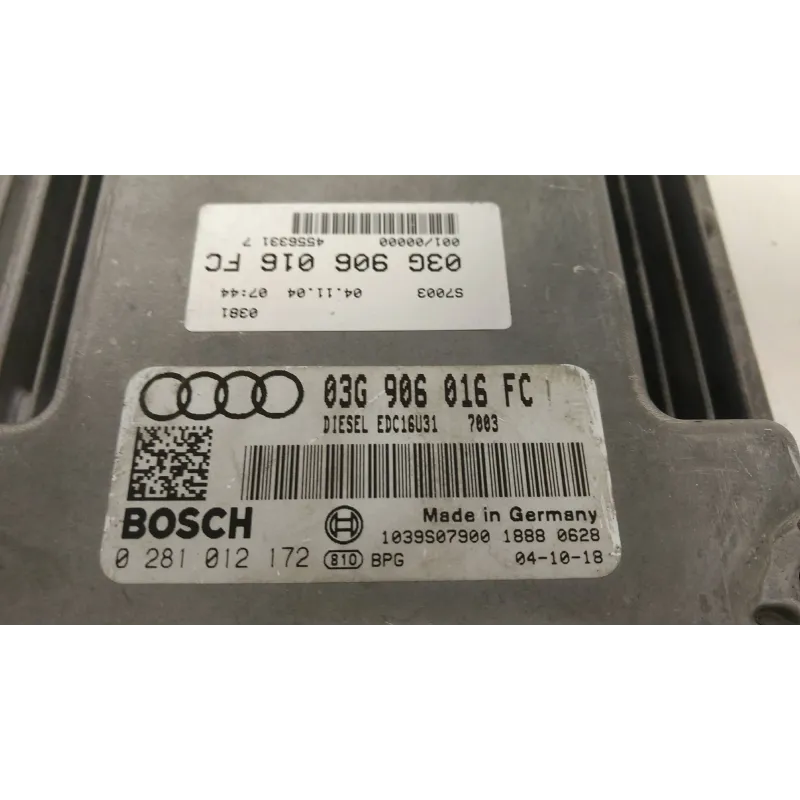 0381
S7003 04.11.04 07:44
03G 906 016 FC
001/00000
4556331 7
03G 906 016 FC
DIESEL EDC16U31 7003
BOSCH
Made in Germany
1039S07900 1888 0628
0 281 012 172 810 BPG 04-10-18